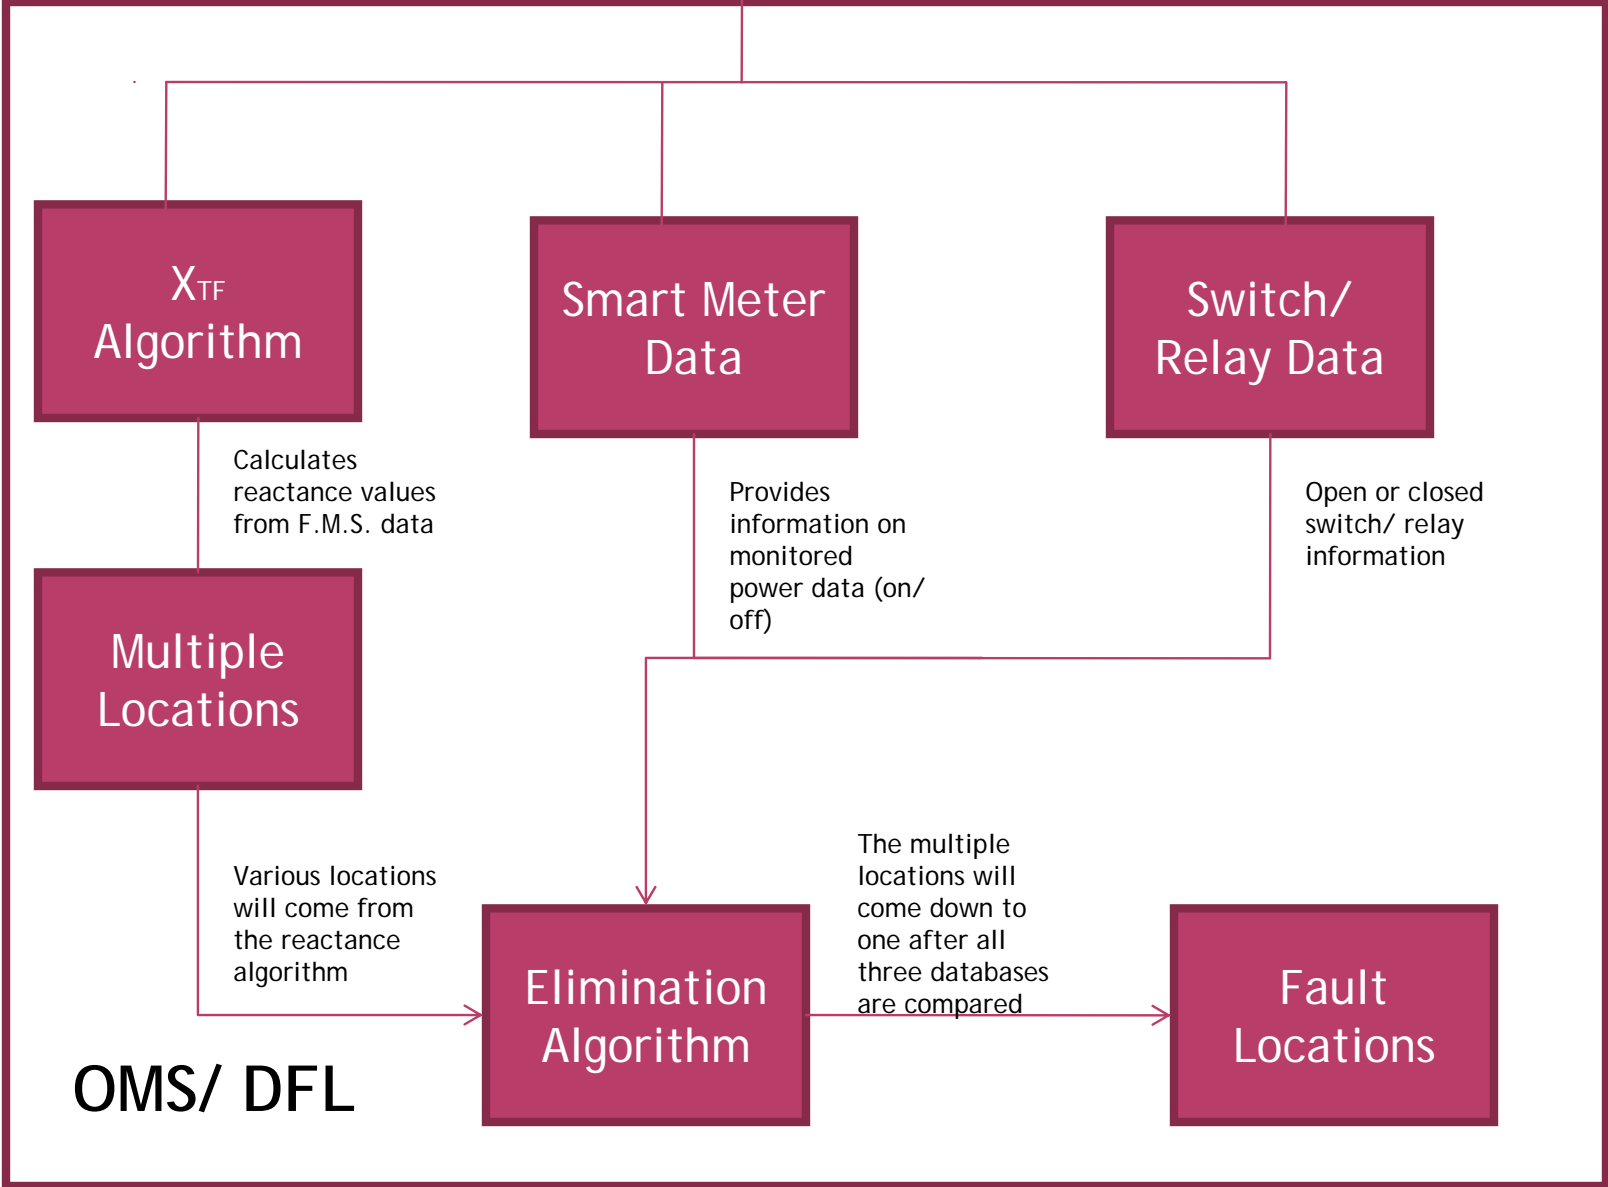 XTF
Algorithm
Smart Meter
Data
Switch/
Relay Data
Calculates
reactance values
from F.M.S. data
Provides
information on
monitored
power data (on/
off)
Open or closed
switch/ relay
information
Multiple
Locations
Various locations
will come from
the reactance
algorithm
The multiple
locations will
come down to
one after all
three databases
are compared
Elimination
Algorithm
Fault
Locations
OMS/ DFL